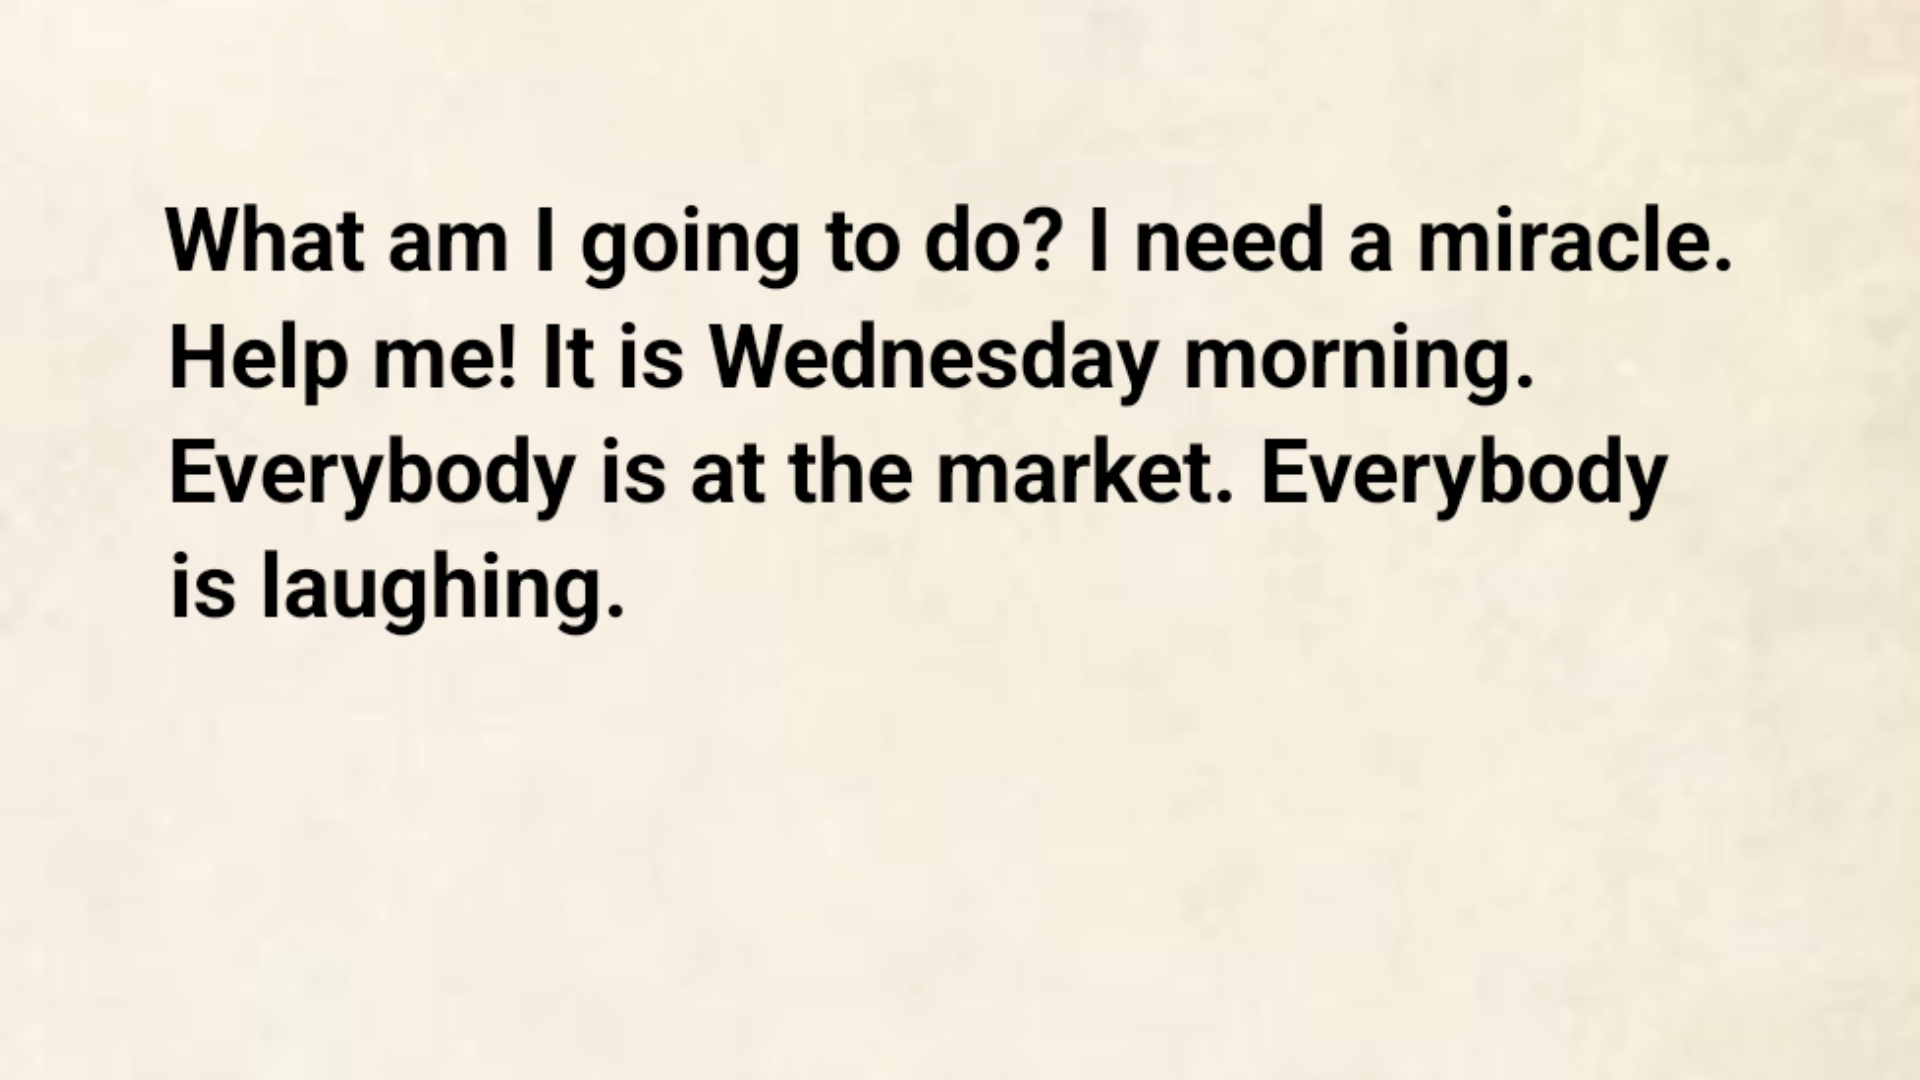 What am I going to do? I need a miracle.
Help me! It is Wednesday morning.
Everybody is at the market. Everybody
is laughing.